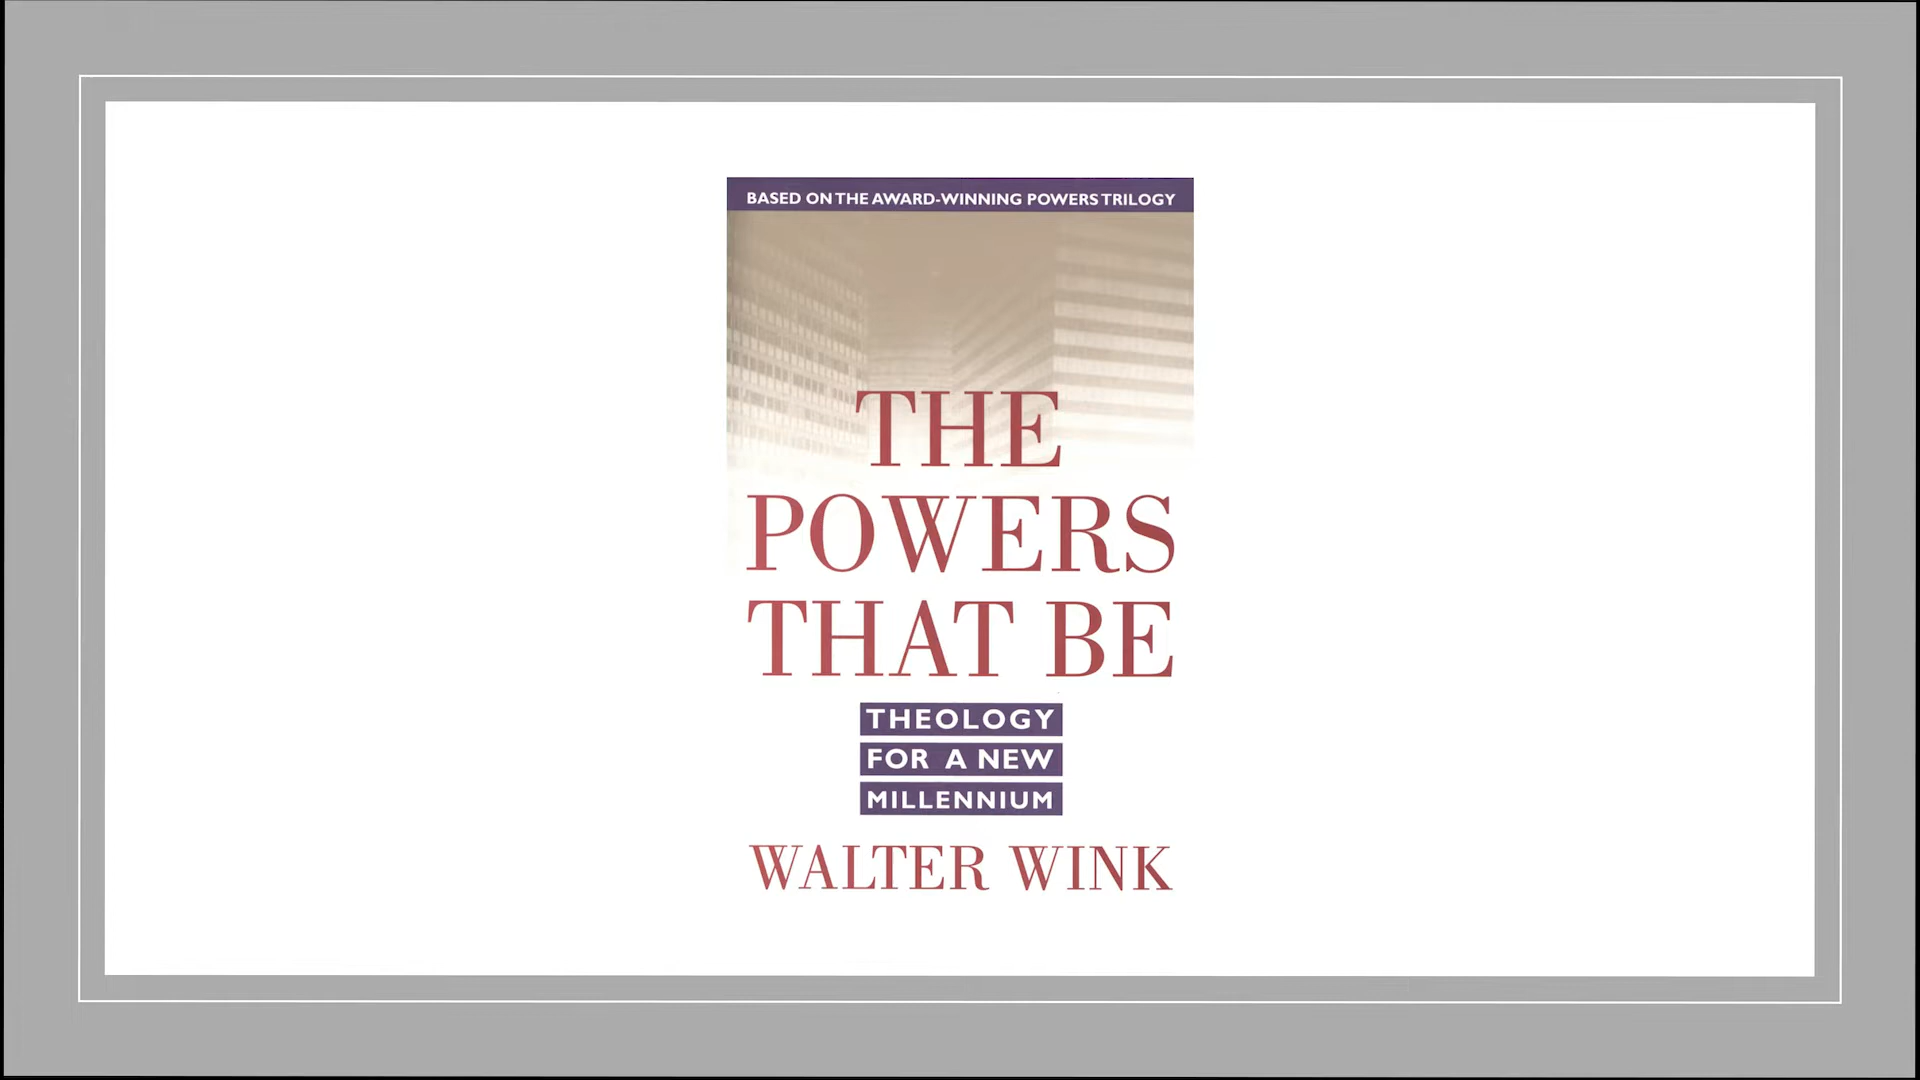 BASED ON THE AWARD-WINNING POWERS TRILOGY
THE
POWERS
THAT BE
THEOLOGY
FOR A NEW
MILLENNIUM
WALTER WINK